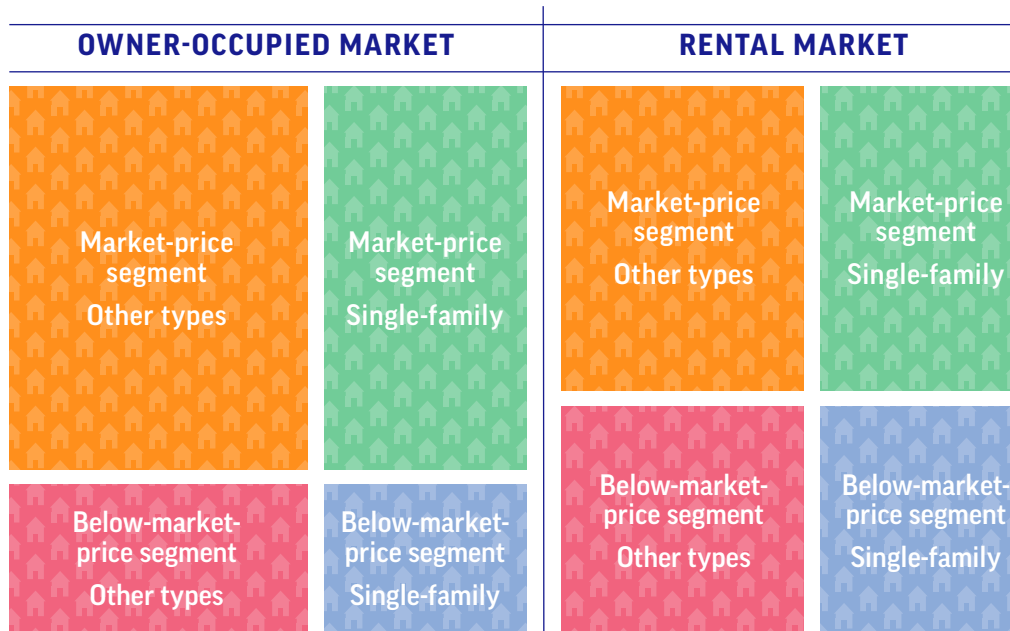 OWNER-OCCUPIED MARKET
RENTAL MARKET
Market-price
segment
Other types
Market-price
segment
Single-family
Market-price
segment
Other types
Market-price
segment
Single-family
Below-market-
price segment
Other types
Below-market-
price segment
Single-family
Below-market-
price segment
Other types
Below-market-
price segment
Single-family